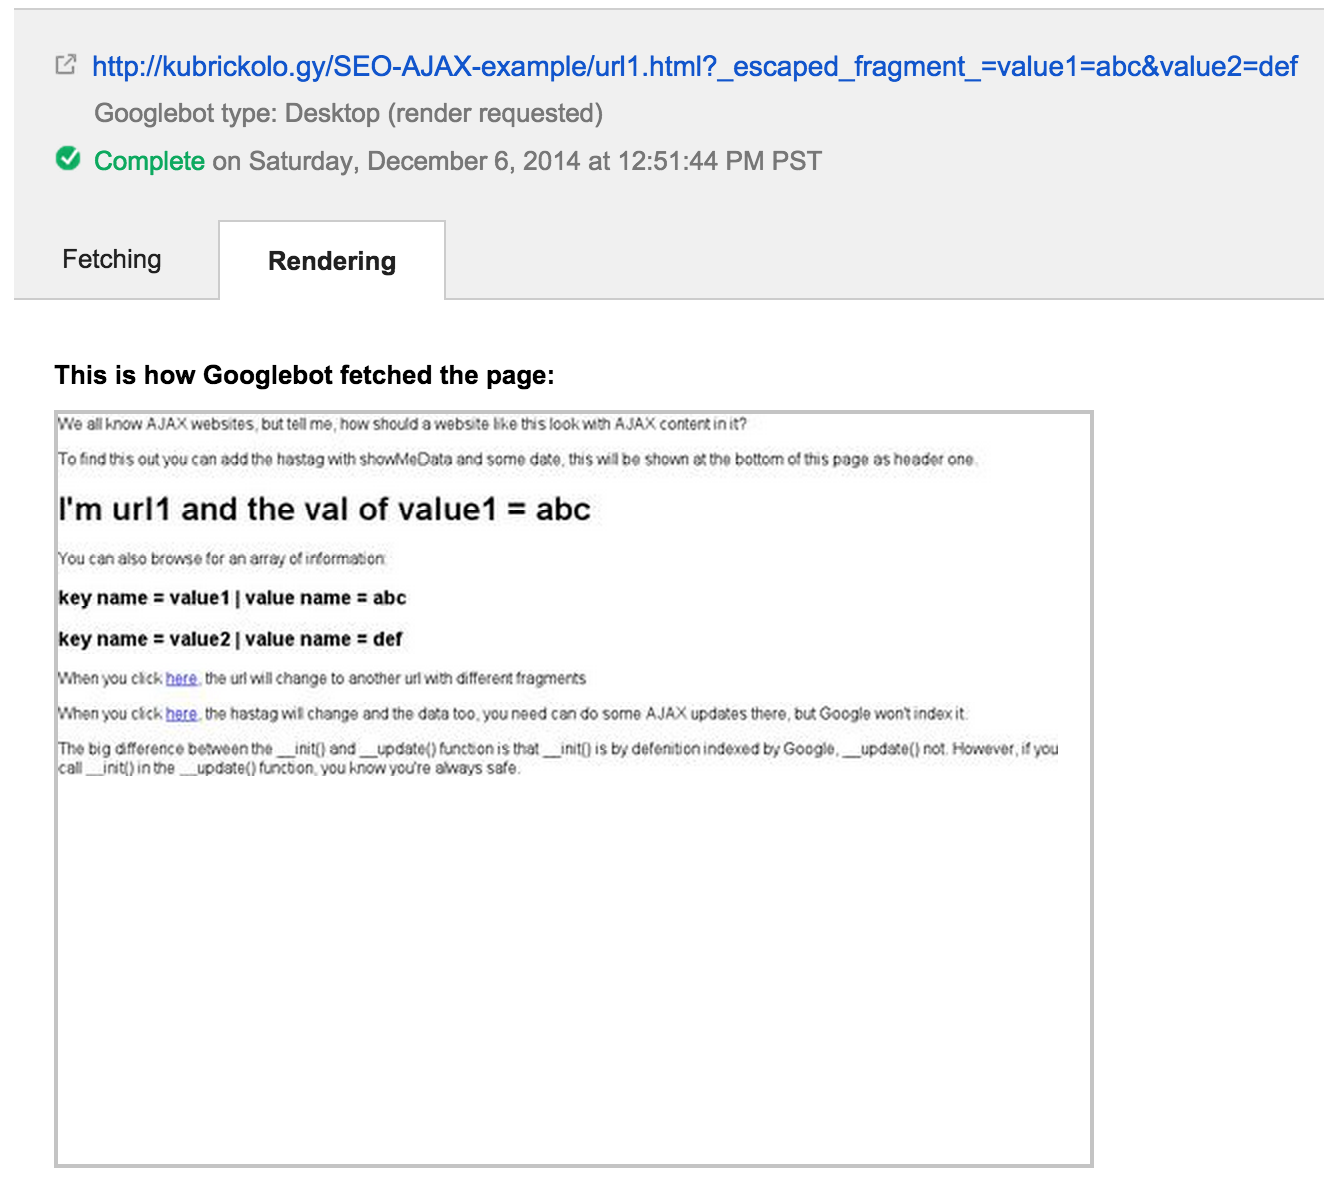 http://kubrickolo.gy/SEO-AJAX-example/url1.html?_escaped_fragment_=value1=abc&value2=def
Googlebot type: Desktop (render requested)
Complete on Saturday, December 6, 2014 at 12:51:44 PM PST
Fetching
Rendering
This is how Googlebot fetched the page:
We all know AJAX websites, but tell me, how should a website like this look with AJAX content in it?
To find this out you can add the hastag with showMeData and some date, this will be shown at the bottom of this page as header one.
I'm url1 and the val of value1 = abc
You can also browse for an array of information:
key name = value1 | value name = abc
key name = value2 | value name = def
When you click here, the url will change to another url with different fragments
When you click here, the hastag will change and the data too, you need can do some AJAX updates there, but Google won't index it.
The big difference between the __init() and __update() function is that __init() is by defenition indexed by Google, __update() not. However, if you
call __init() in the __update() function, you know you're always safe.